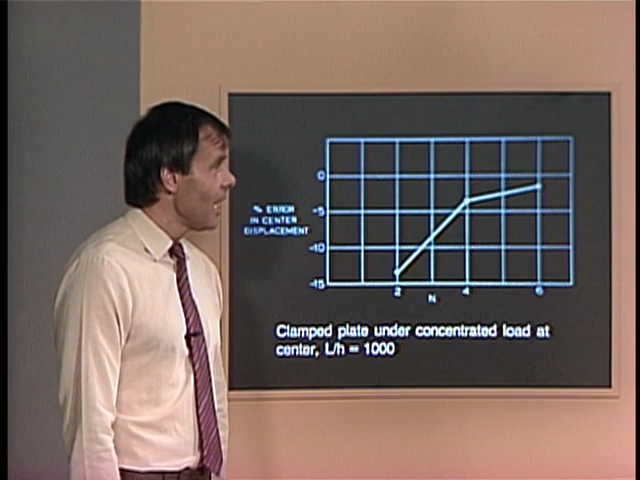 0
-5
-10
-15
% ERROR
IN CENTER
DISPLACEMENT
2 4 6
N
Clamped plate under concentrated load at
center, L/h = 1000